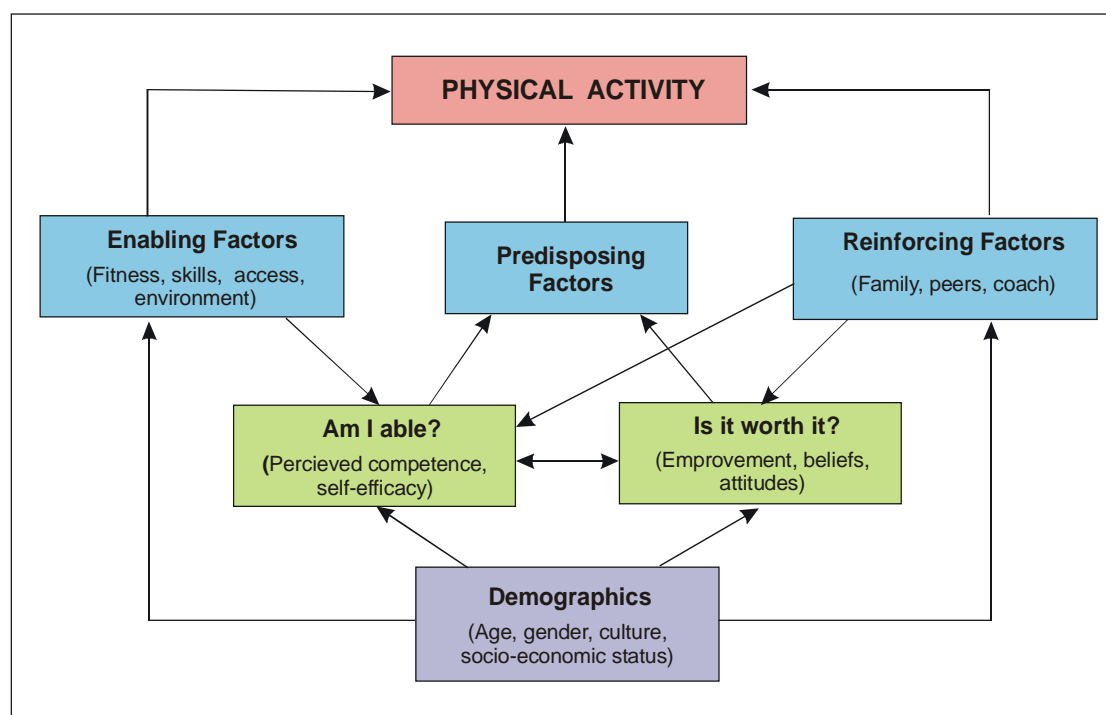 PHYSICAL ACTIVITY
Enabling Factors
(Fitness, skills, access,
environment)
Predisposing
Factors
Reinforcing Factors
(Family, peers, coach)
Am I able?
(Percieved competence,
self-efficacy)
Is it worth it?
(Emprovement, beliefs,
attitudes)
Demographics
(Age, gender, culture,
socio-economic status)